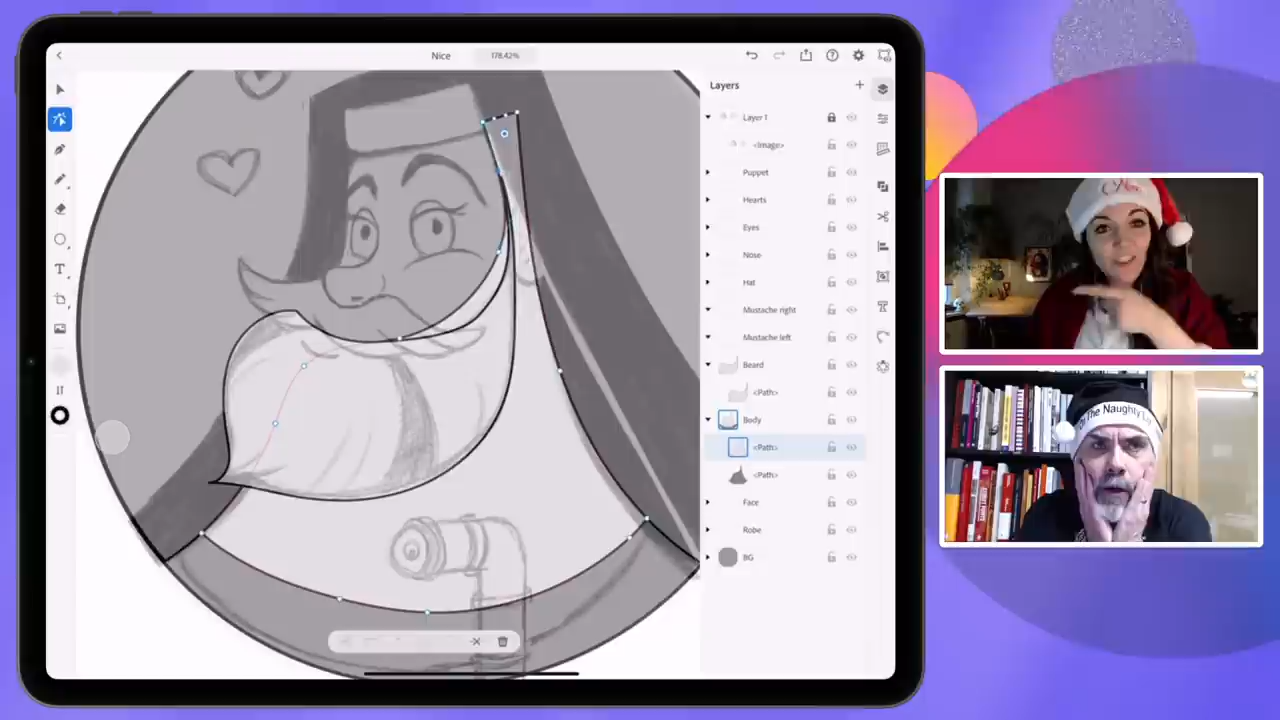 Nice
178.42%
Layers
Layer 1
<Image>
Puppet
Hearts
Eyes
Nose
Hat
Mustache right
Mustache left
Beard
<Path>
Body
<Path>
<Path>
Face
Robe
BG
The Naughty